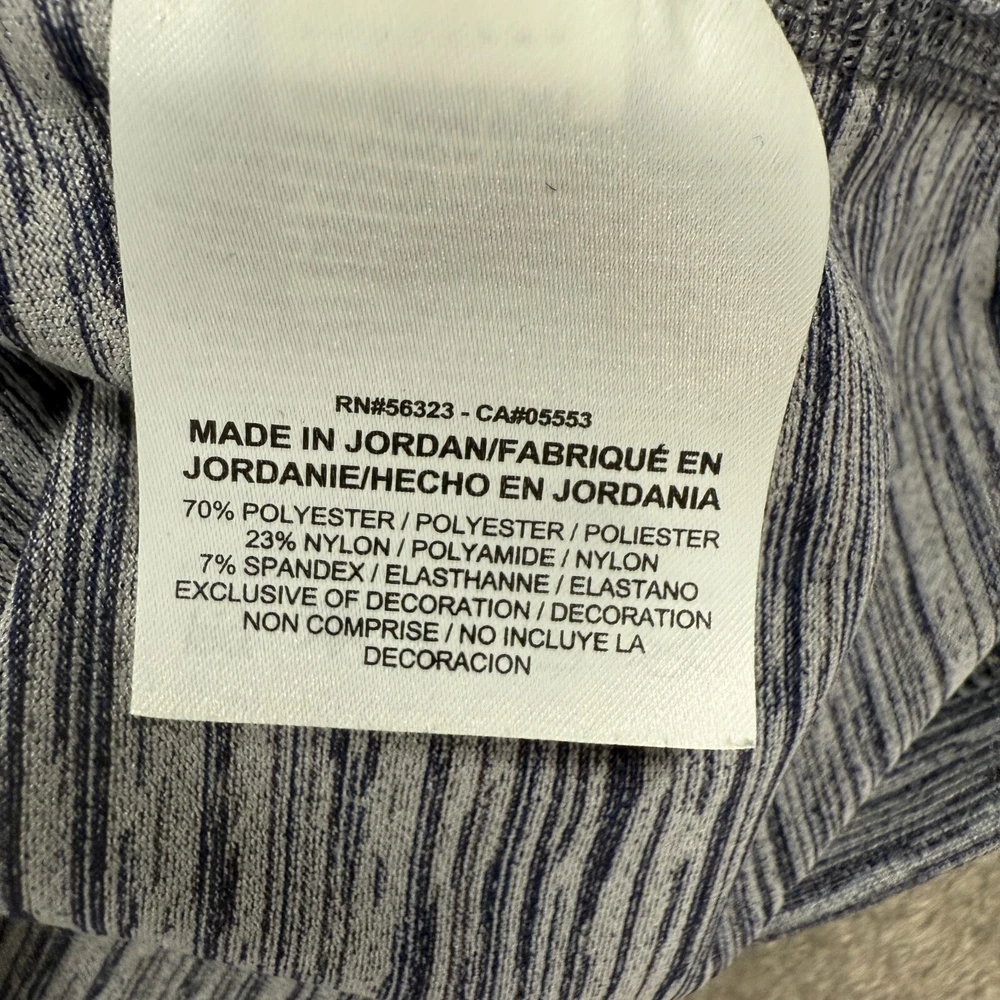 RN#56323 - CA#05553
MADE IN JORDAN/FABRIQUÉ EN
JORDANIE/HECHO EN JORDANIA
70% POLYESTER / POLYESTER / POLIESTER
23% NYLON / POLYAMIDE / NYLON
7% SPANDEX / ELASTHANNE / ELASTANO
EXCLUSIVE OF DECORATION / DECORATION
NON COMPRISE / NO INCLUYE LA
DECORACION